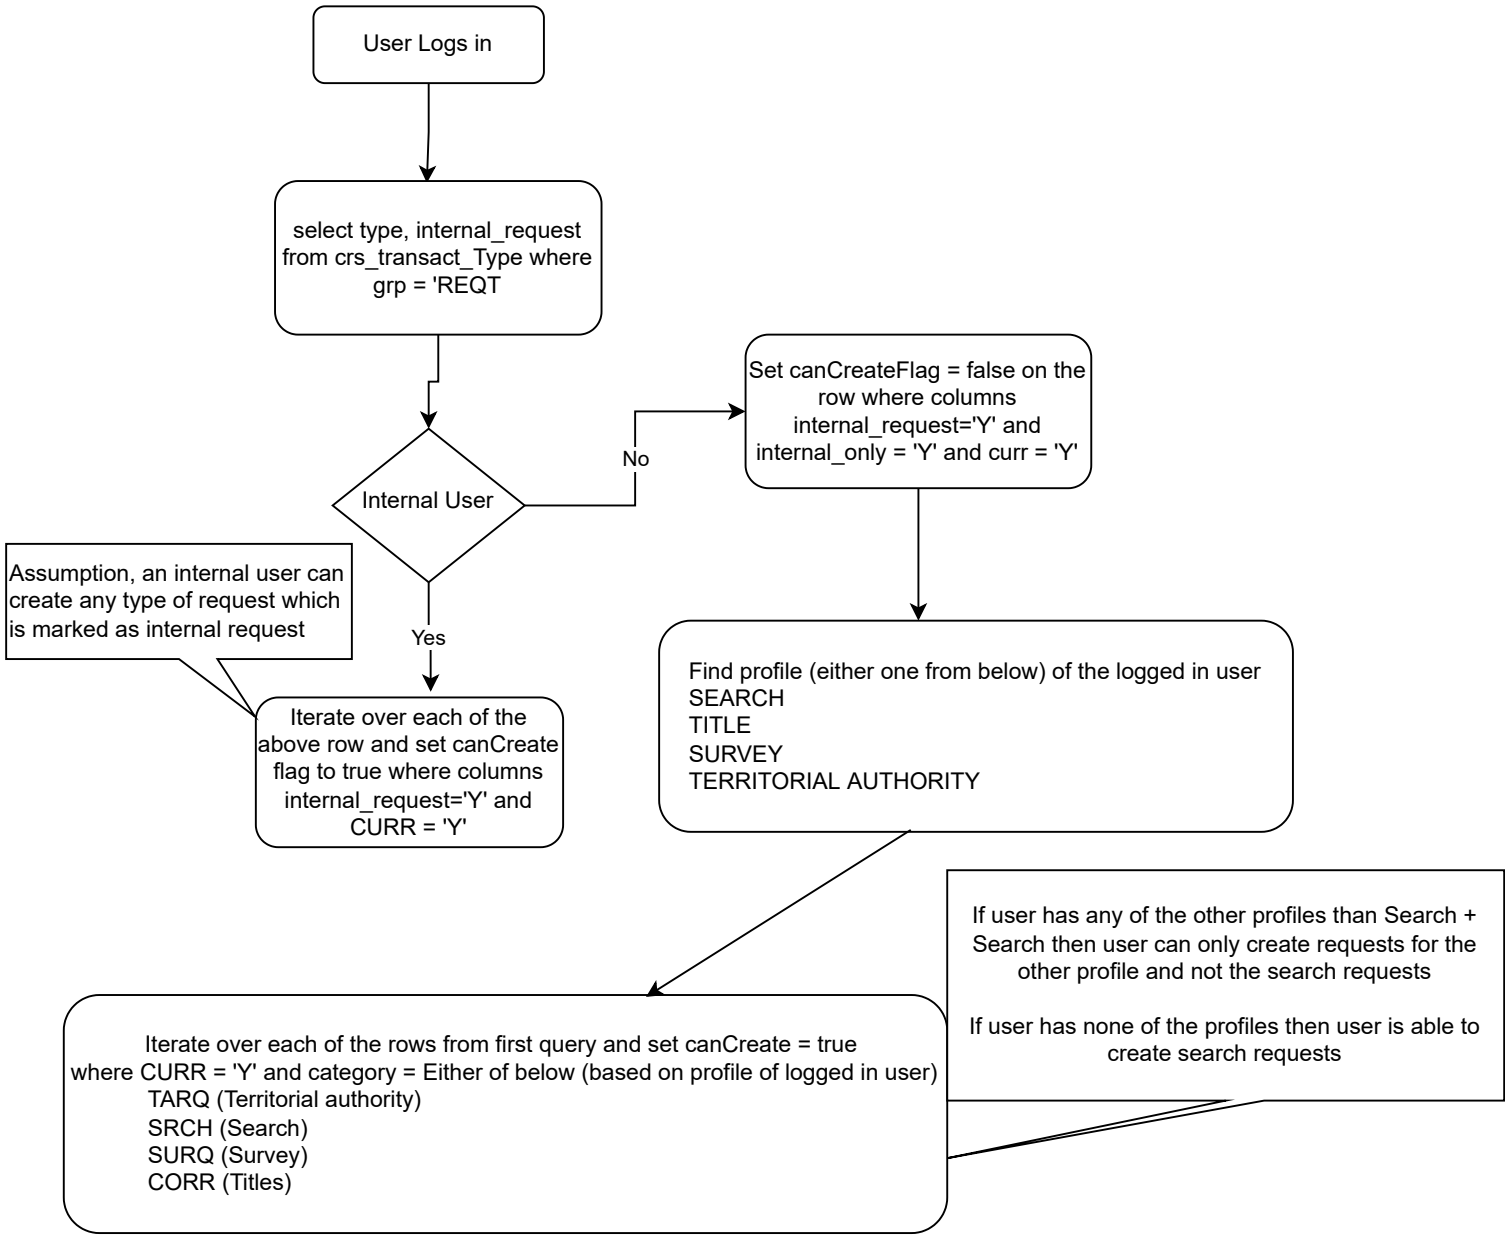 User Logs in
select type, internal_request
from crs_transact_Type where
grp = 'REQT
Set canCreateFlag = false on the
row where columns
internal_request='Y' and
internal_only = 'Y' and curr = 'Y'
No
Internal User
Assumption, an internal user can
create any type of request which
is marked as internal request
Yes
Iterate over each of the
above row and set canCreate
flag to true where columns
internal_request='Y' and
CURR = 'Y'
Find profile (either one from below) of the logged in user
SEARCH
TITLE
SURVEY
TERRITORIAL AUTHORITY
If user has any of the other profiles than Search +
Search then user can only create requests for the
other profile and not the search requests
If user has none of the profiles then user is able to
create search requests
Iterate over each of the rows from first query and set canCreate = true
where CURR = 'Y' and category = Either of below (based on profile of logged in user)
TARQ (Territorial authority)
SRCH (Search)
SURQ (Survey)
CORR (Titles)